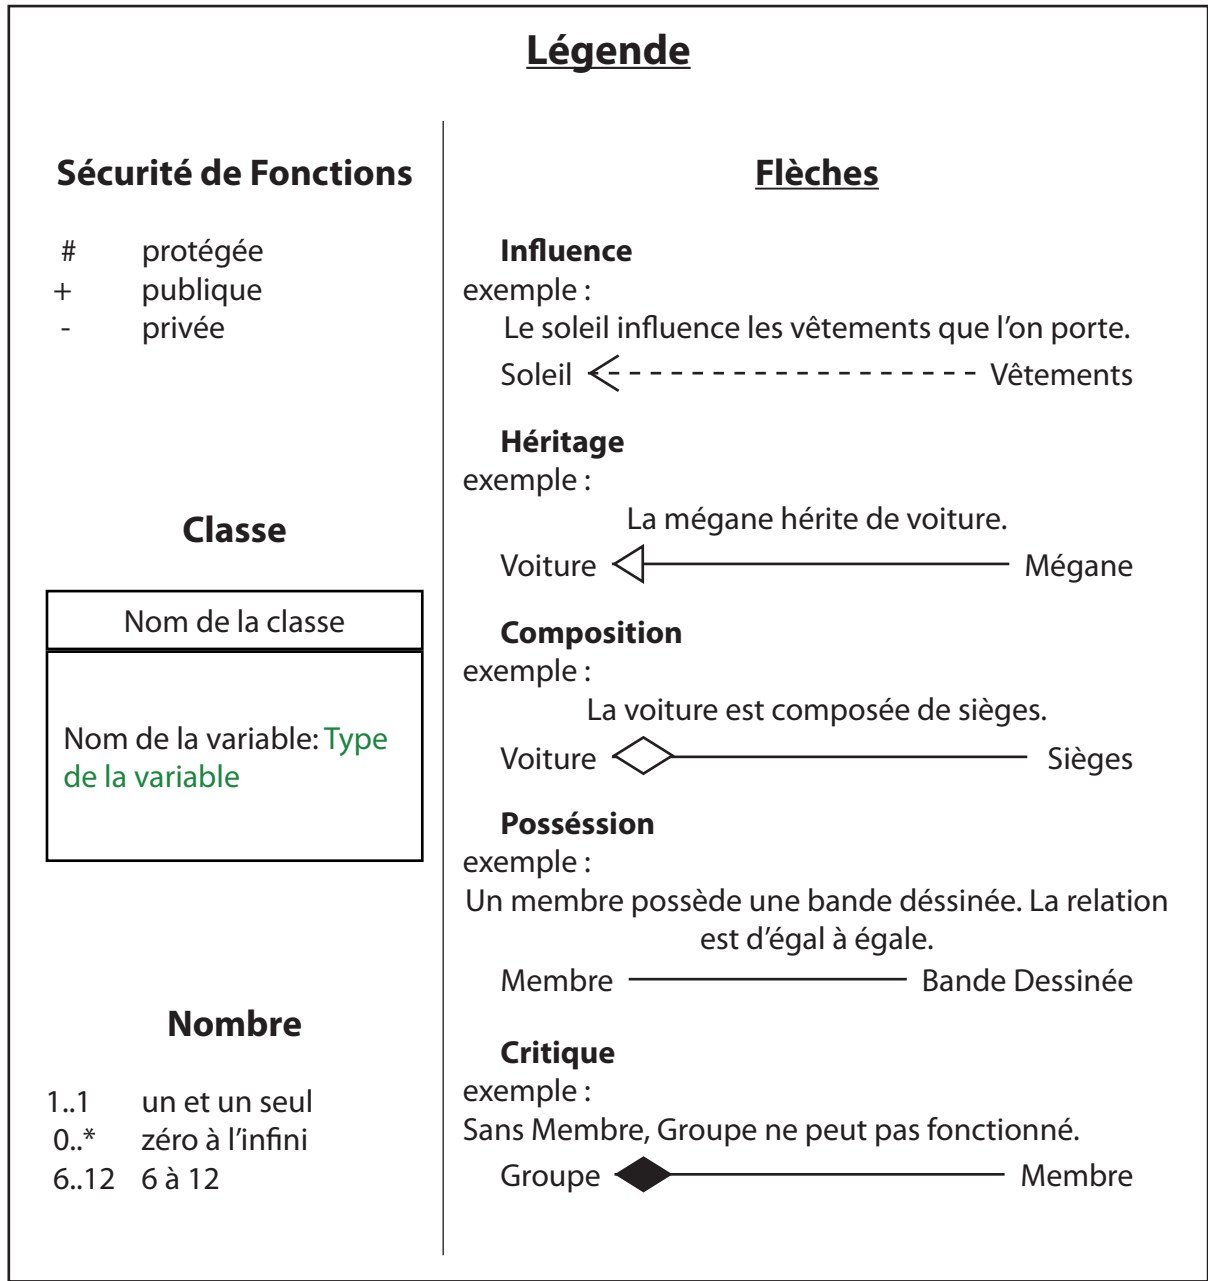 Légende
Sécurité de Fonctions
# protégée
+ publique
- privée
Classe
Nom de la classe
Nom de la variable: Type
de la variable
Nombre
1..1 un et un seul
0..* zéro à l'infini
6..12 6 à 12
Flèches
Influence
exemple :
Le soleil influence les vêtements que l'on porte.
Soleil Vêtements
Héritage
exemple :
La mégane hérite de voiture.
Voiture Mégane
Composition
exemple :
La voiture est composée de sièges.
Voiture Sièges
Posséssion
exemple :
Un membre possède une bande déssinée. La relation
est d'égal à égale.
Membre Bande Dessinée
Critique
exemple :
Sans Membre, Groupe ne peut pas fonctionné.
Groupe Membre